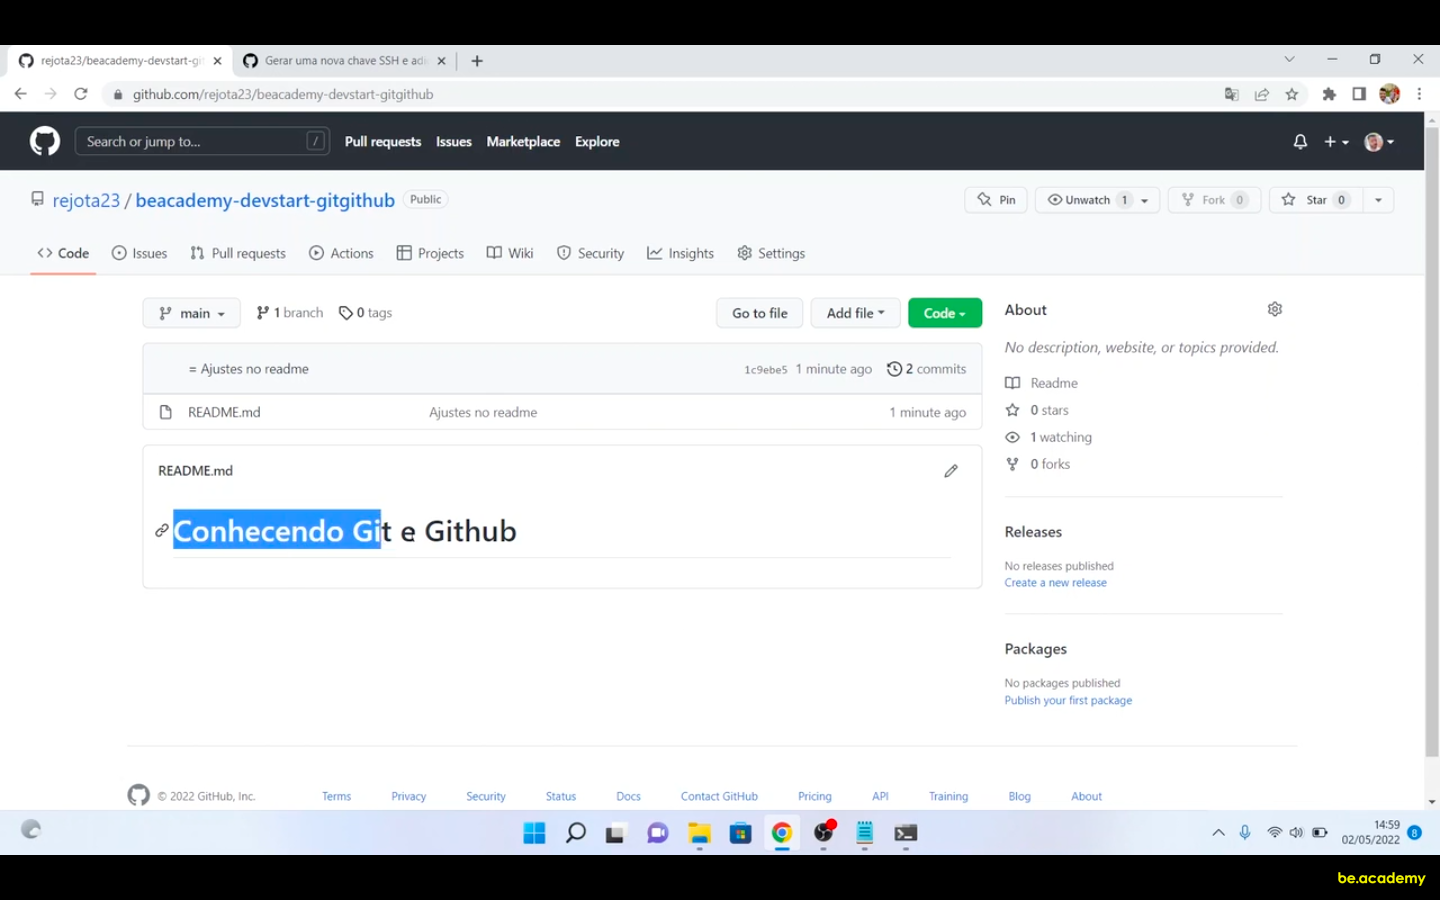 rejota23/beacademy-devstart-git
Gerar uma nova chave SSH e adi
github.com/rejota23/beacademy-devstart-gitgithub
Search or jump to... /
Pull requests Issues Marketplace Explore
rejota23 / beacademy-devstart-gitgithub Public
Pin Unwatch 1 Fork 0 Star 0
Code Issues Pull requests Actions Projects Wiki Security Insights Settings
main 1 branch 0 tags Go to file Add file Code
= Ajustes no readme 1c9ebe5 1 minute ago 2 commits
README.md Ajustes no readme 1 minute ago
README.md
Conhecendo Git e Github
About
No description, website, or topics provided.
Readme
0 stars
1 watching
0 forks
Releases
No releases published
Create a new release
Packages
No packages published
Publish your first package
© 2022 GitHub, Inc. Terms Privacy Security Status Docs Contact GitHub Pricing API Training Blog About
14:59
02/05/2022 8
be.academy